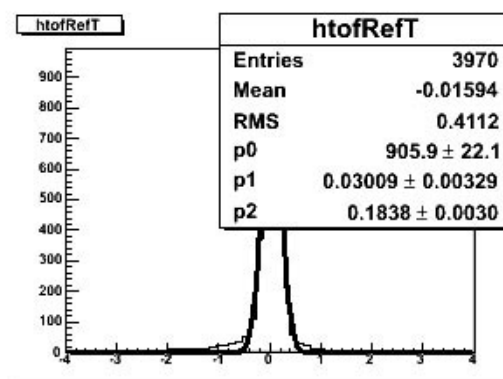 htofRefT
htofRefT
Entries 3970
Mean -0.01594
RMS 0.4112
p0 905.9 ± 22.1
p1 0.03009 ± 0.00329
p2 0.1838 ± 0.0030
900
800
700
600
500
400
300
200
100
0
-4 -3 -2 -1 0 1 2 3 4